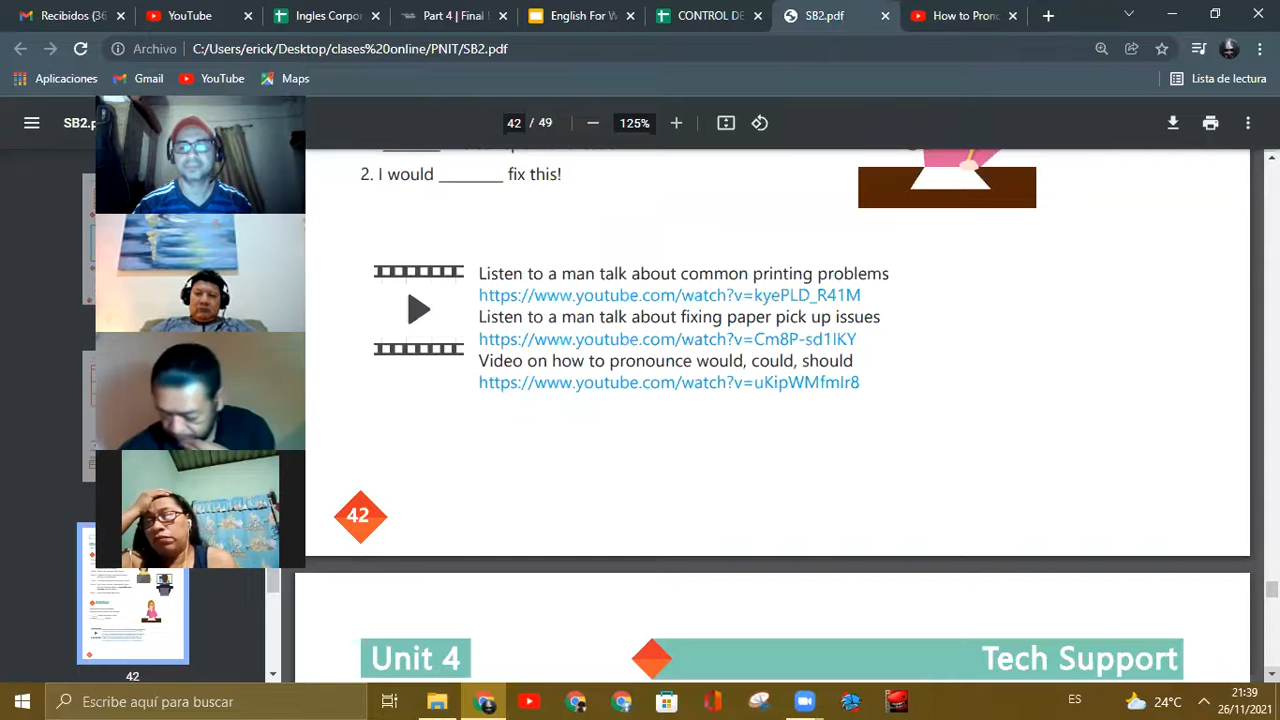 Recibidos (36
YouTube
Ingles Corpor
Part 4 | Final
English For W
CONTROL DE
SB2.pdf
How to Pronc
Archivo
C:/Users/erick/Desktop/clases%20online/PNIT/SB2.pdf
Aplicaciones
Gmail
YouTube
Maps
Lista de lectura
SB2.p
42 / 49
125%
2. I would ________ fix this!
Listen to a man talk about common printing problems
https://www.youtube.com/watch?v=kyePLD_R41M
Listen to a man talk about fixing paper pick up issues
https://www.youtube.com/watch?v=Cm8P-sd1lKY
Video on how to pronounce would, could, should
https://www.youtube.com/watch?v=uKipWMfmIr8
42
Unit 4
Tech Support
42
Escribe aquí para buscar
ES
24°C
21:39
26/11/2021